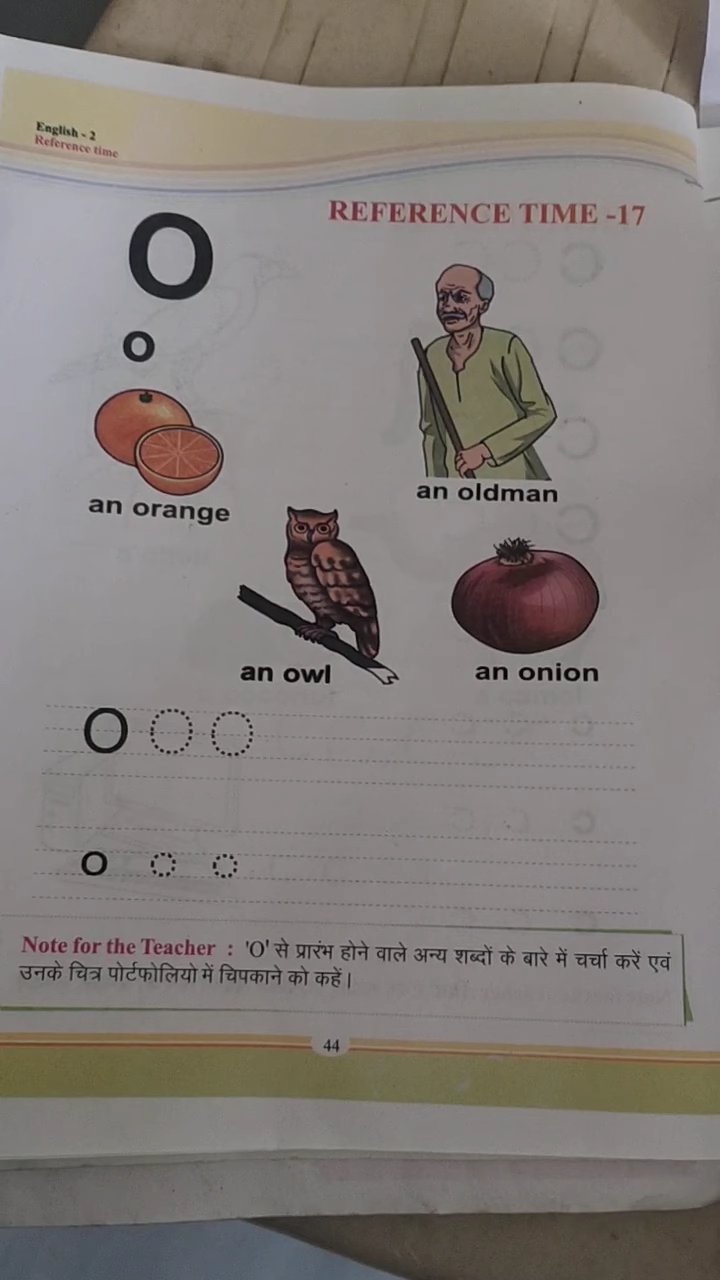 English - 2
Reference time
REFERENCE TIME -17
O
o
an orange
an oldman
an owl
an onion
O O O
o o o
Note for the Teacher : 'O' से प्रारंभ होने वाले अन्य शब्दों के बारे में चर्चा करें एवं
उनके चित्र पोर्टफोलियो में चिपकाने को कहें।
44